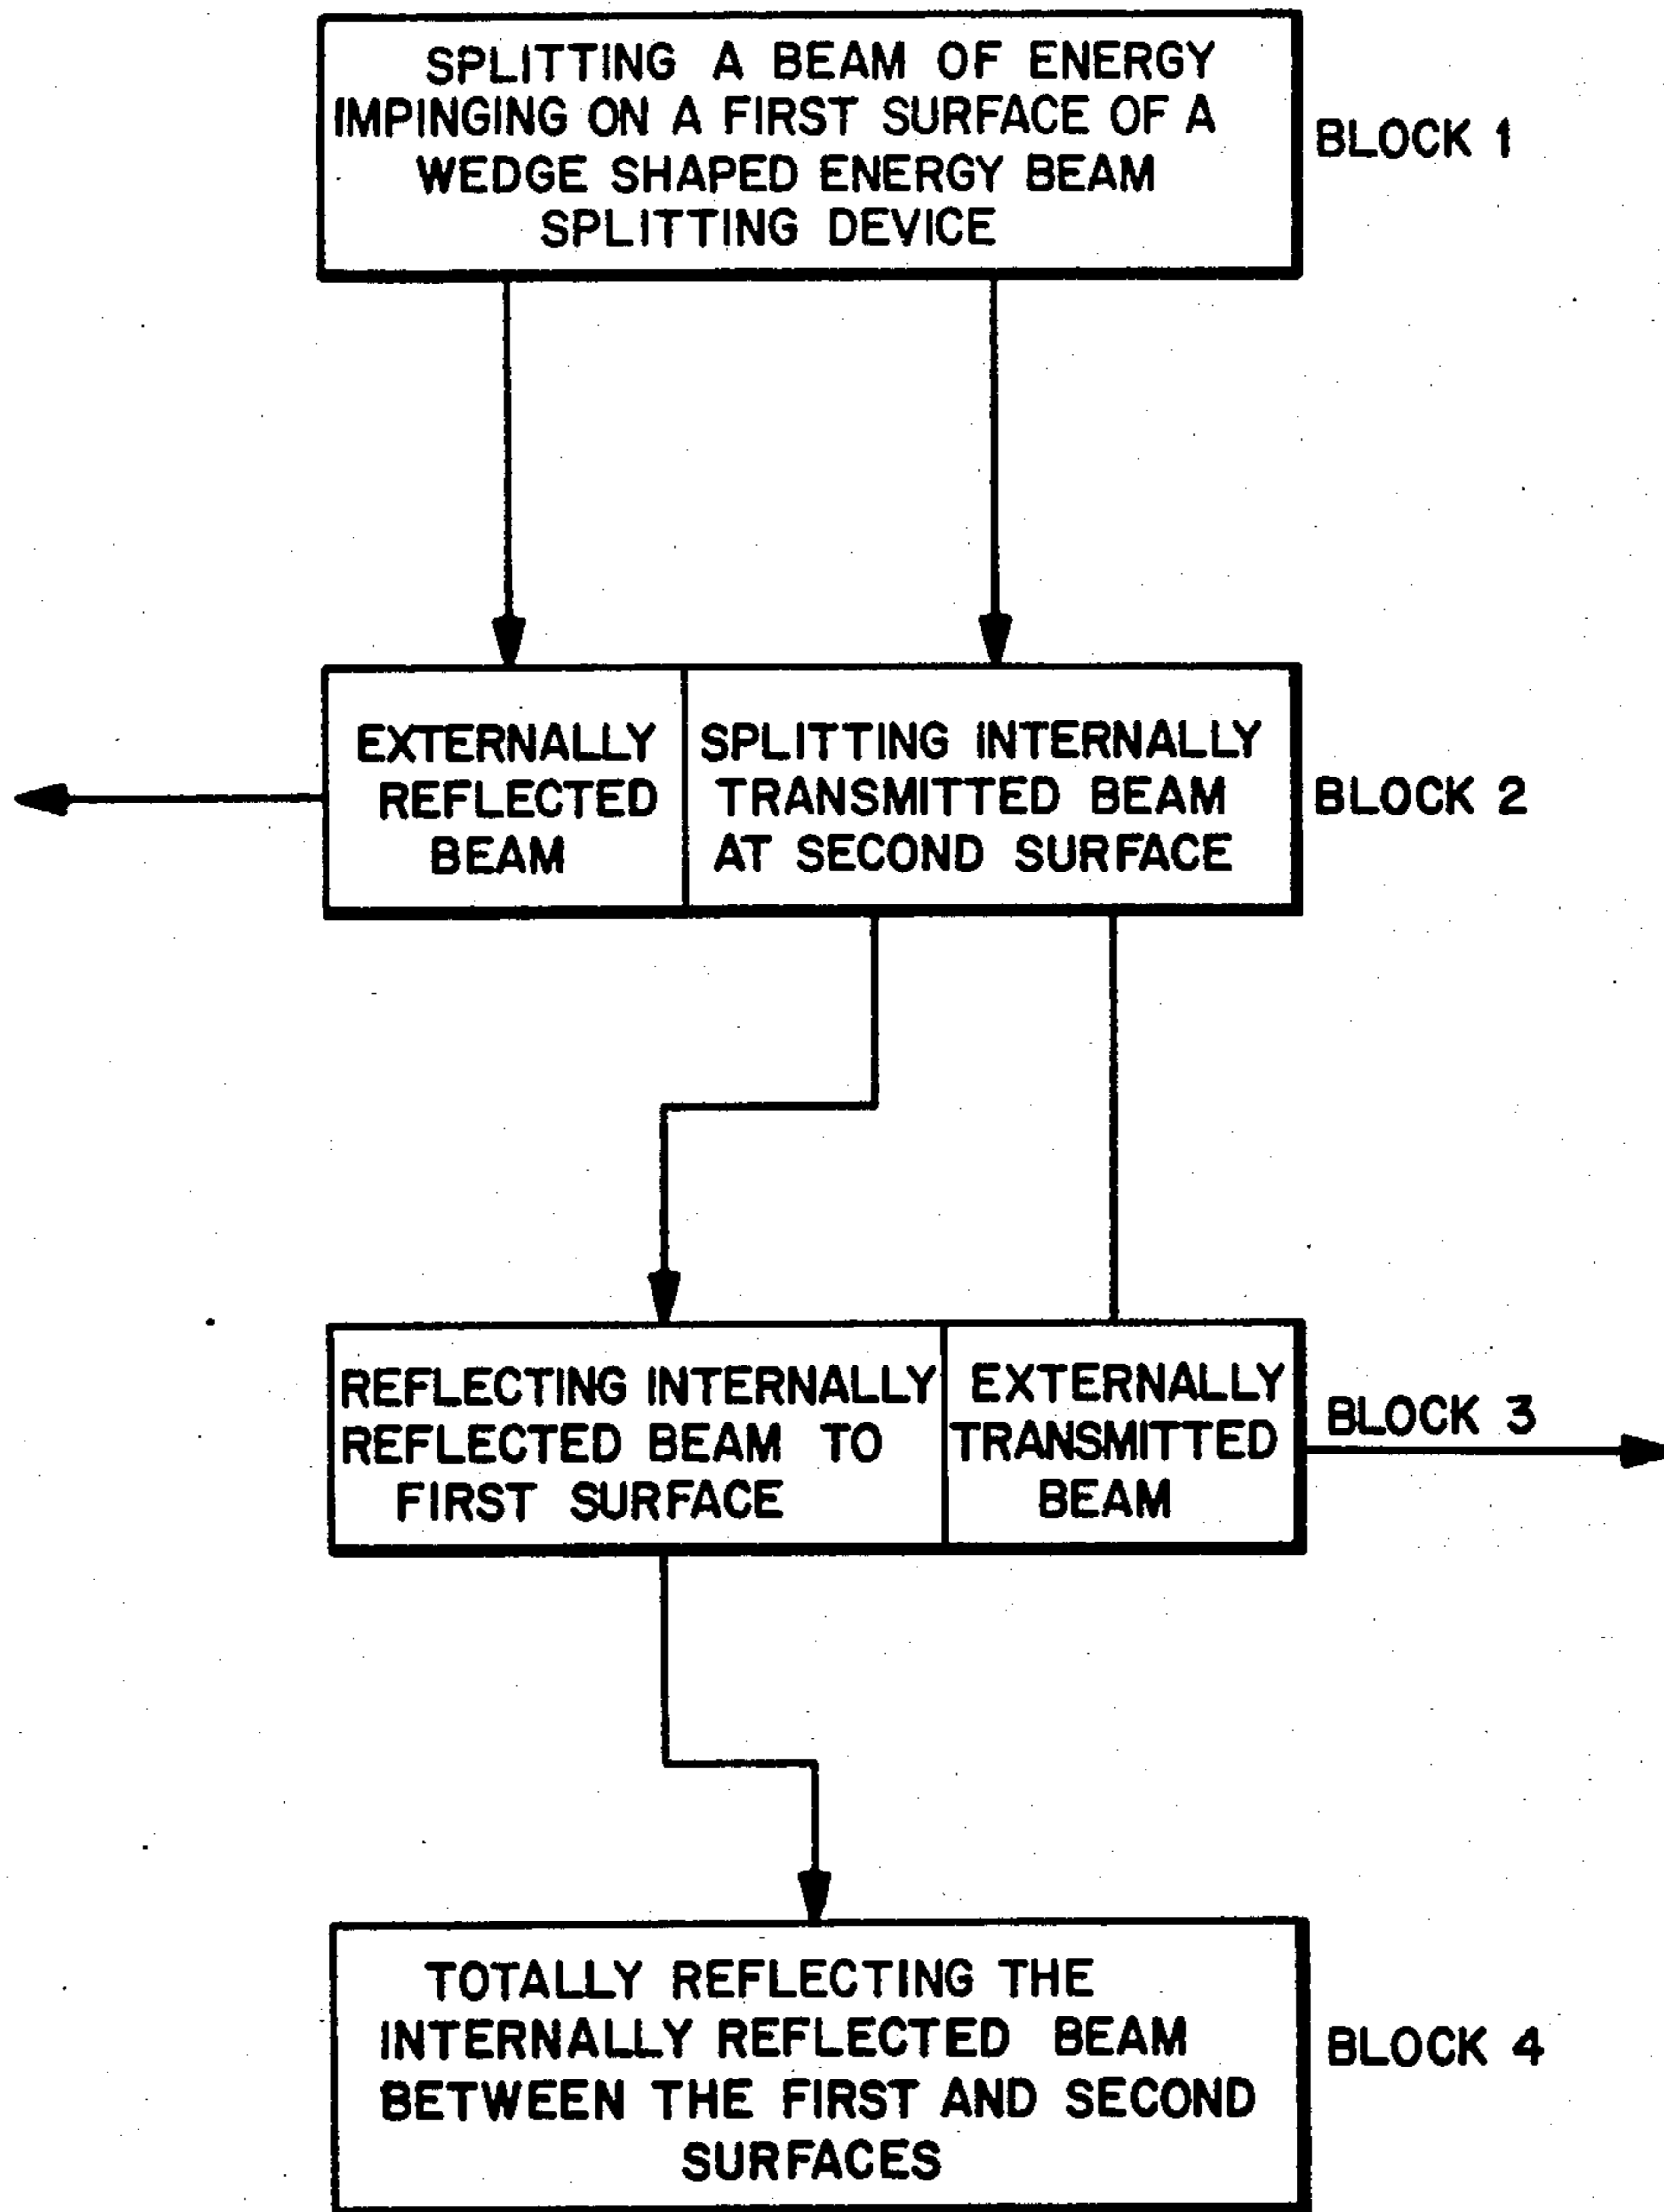 SPLITTING A BEAM OF ENERGY
IMPINGING ON A FIRST SURFACE OF A
WEDGE SHAPED ENERGY BEAM
SPLITTING DEVICE
BLOCK 1
EXTERNALLY
REFLECTED
BEAM
SPLITTING INTERNALLY
TRANSMITTED BEAM
AT SECOND SURFACE
BLOCK 2
REFLECTING INTERNALLY
REFLECTED BEAM TO
FIRST SURFACE
EXTERNALLY
TRANSMITTED
BEAM
BLOCK 3
TOTALLY REFLECTING THE
INTERNALLY REFLECTED BEAM
BETWEEN THE FIRST AND SECOND
SURFACES
BLOCK 4